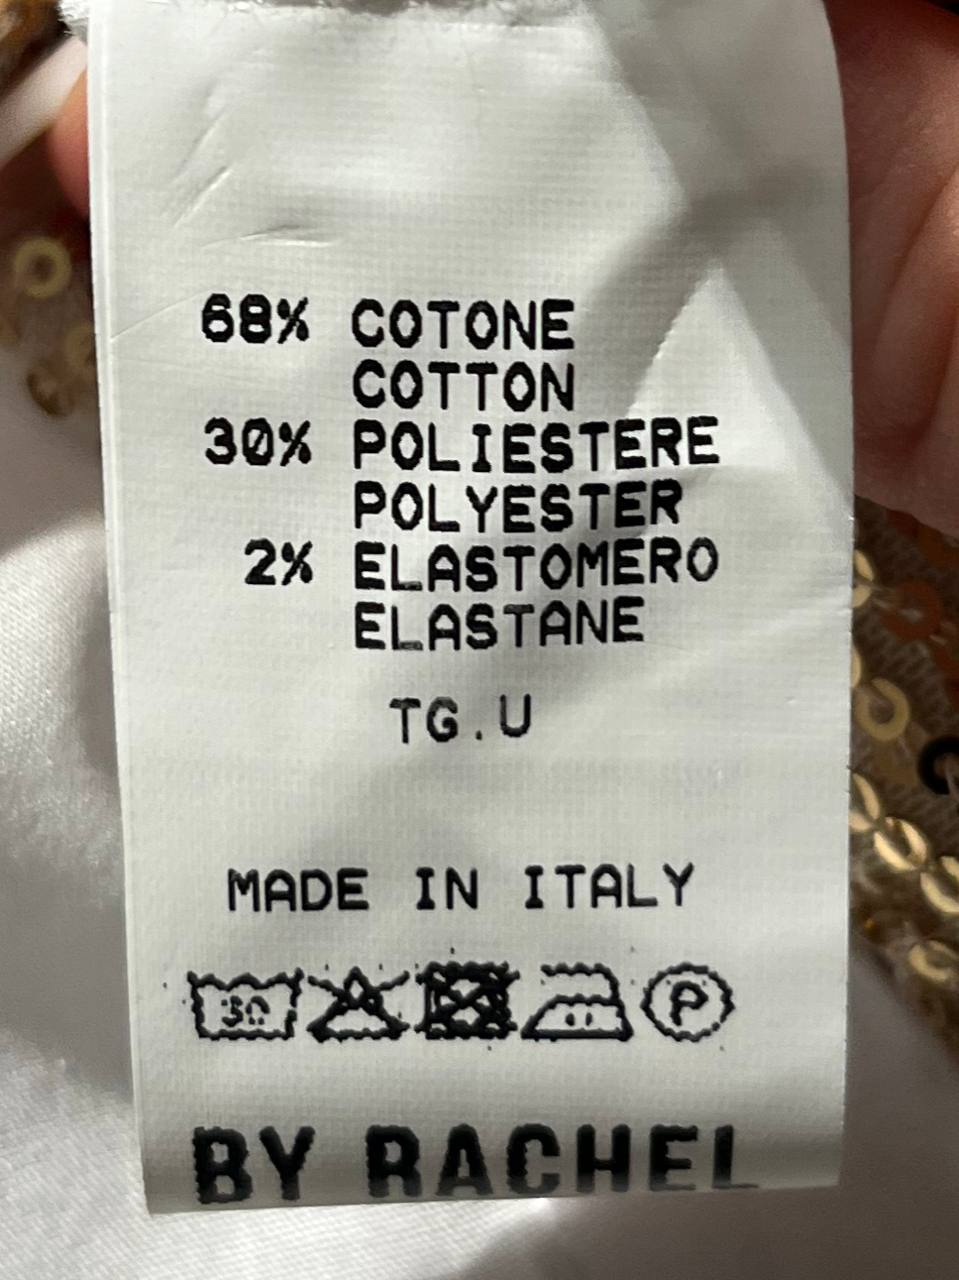 68% COTONE
COTTON
30% POLIESTERE
POLYESTER
2% ELASTOMERO
ELASTANE
TG.U
MADE IN ITALY
30 P
BY RACHEL